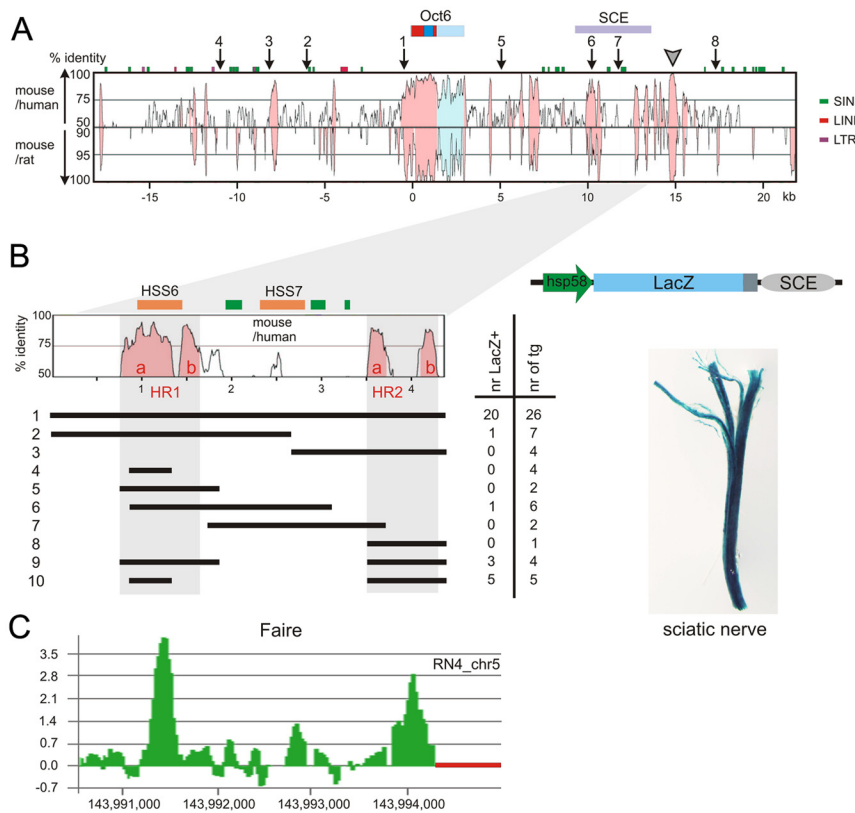 A
Oct6
SCE
4 3 2 1 5 6 7 8
% identity
mouse
/human
100
75
50
SIN
LINI
LTR
mouse
/rat
90
95
100
-15 -10 -5 0 5 10 15 20 kb
B
HSS6 HSS7
hsp58 LacZ SCE
% identity
100
75
50
mouse
/human
a b a b
1 2 3 4
HR1 HR2
nr LacZ+ nr of tg
1 20 26
2 1 7
3 0 4
4 0 4
5 0 2
6 1 6
7 0 2
8 0 1
9 3 4
10 5 5
sciatic nerve
C
Faire
RN4_chr5
3.5
2.8
2.1
1.4
0.7
0.0
-0.7
143,991,000 143,992,000 143,993,000 143,994,000